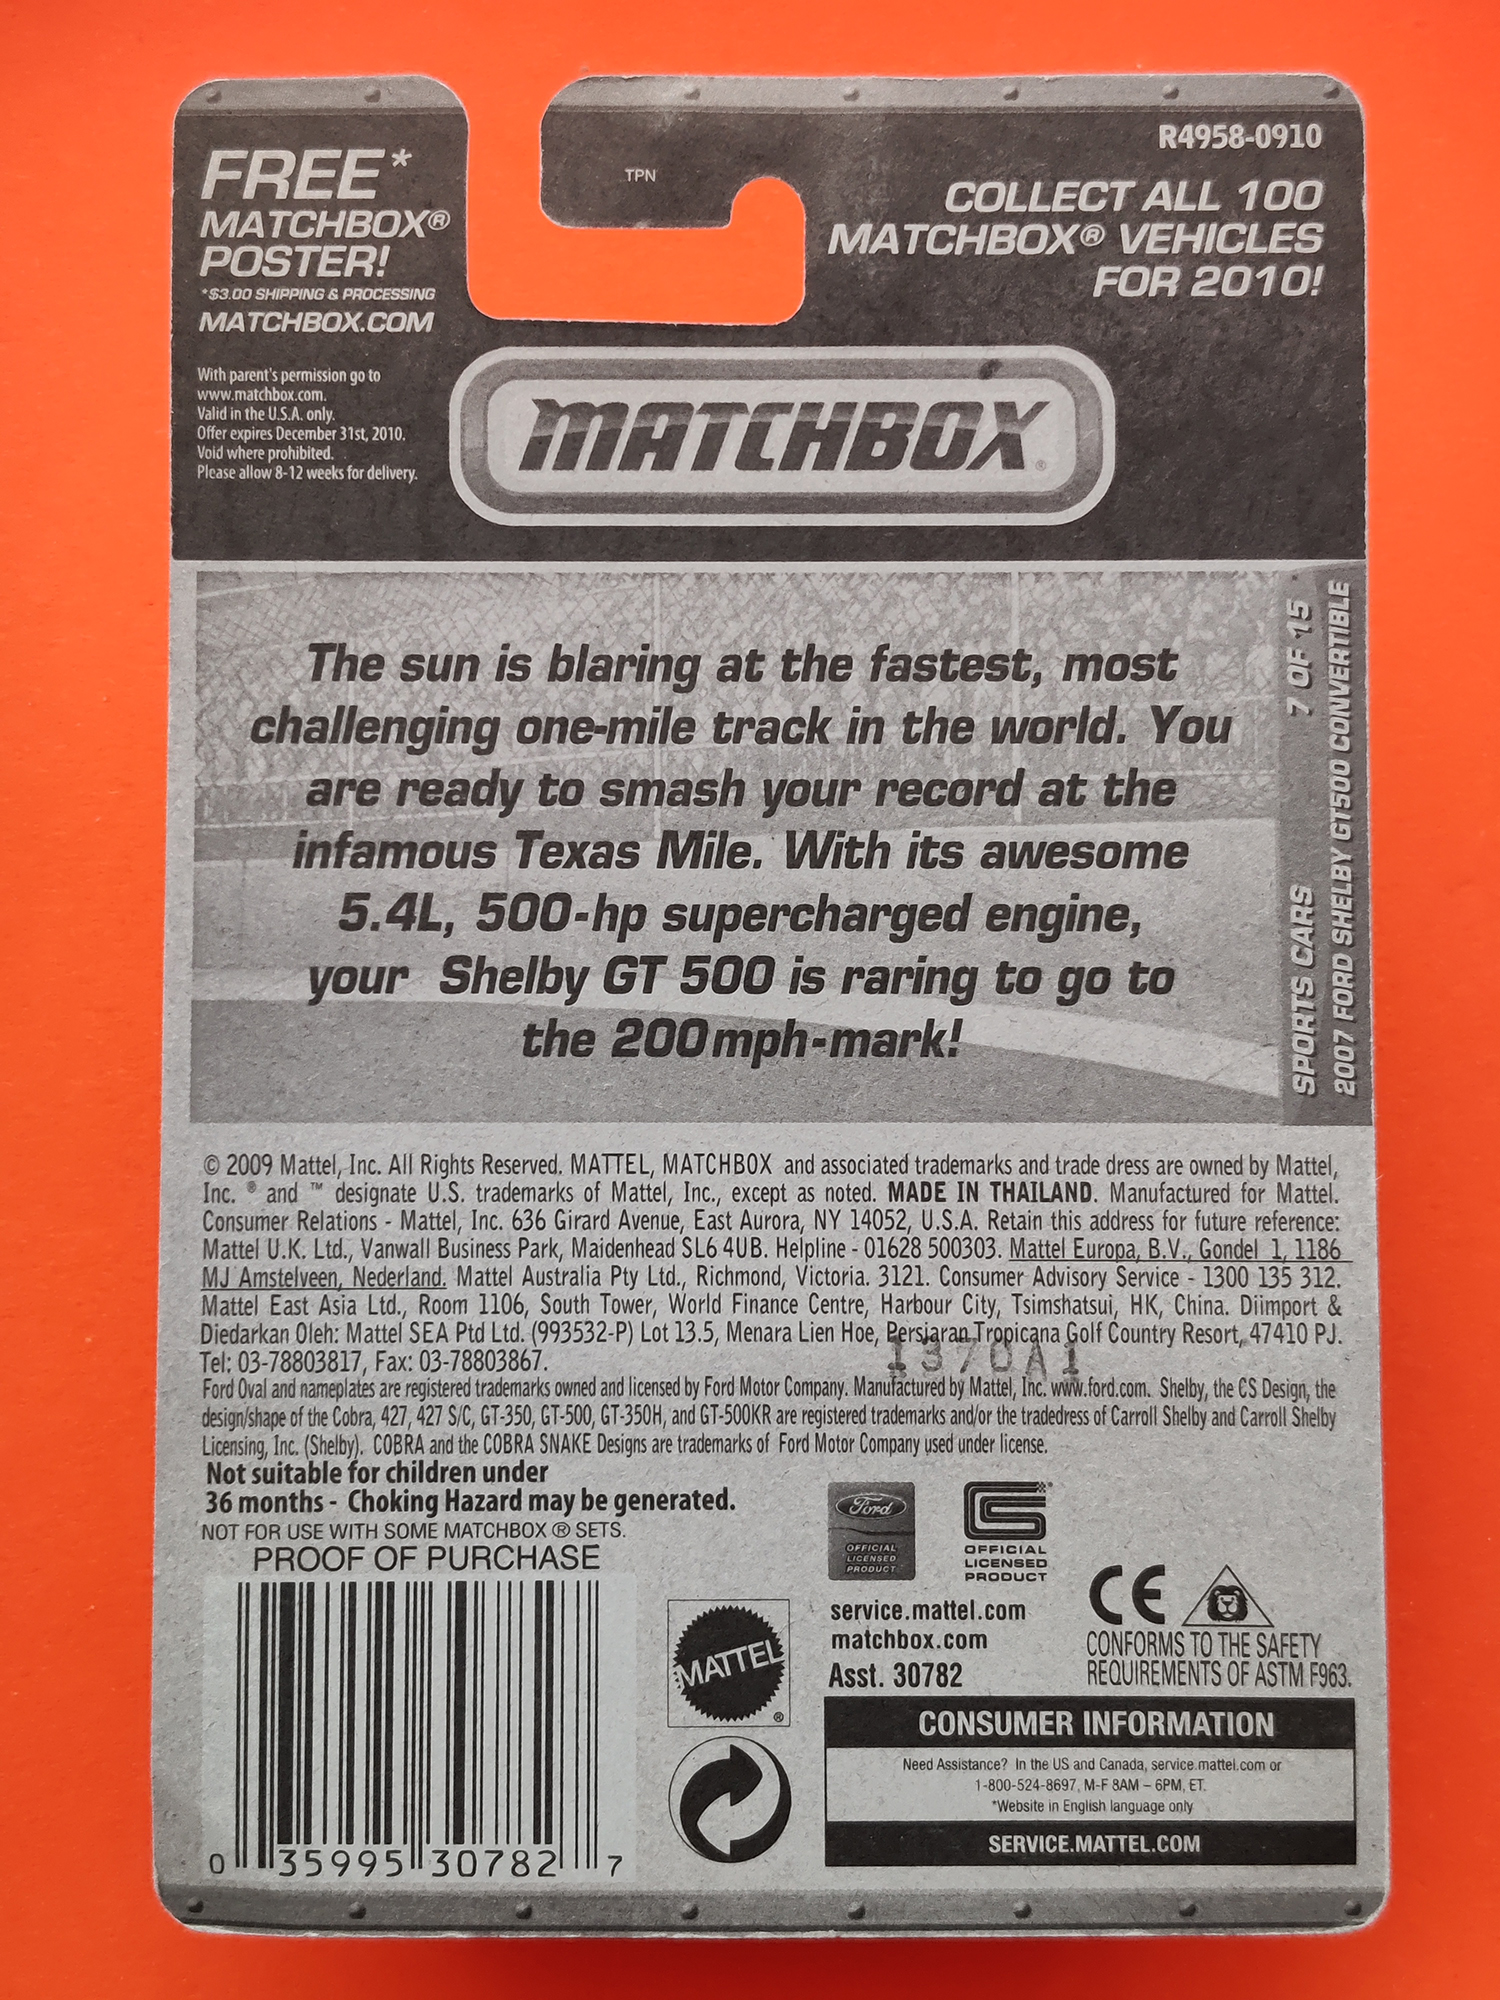 FREE*
MATCHBOX®
POSTER!
*$3.00 SHIPPING & PROCESSING
MATCHBOX.COM
With parent's permission go to
www.matchbox.com.
Valid in the U.S.A. only.
Offer expires December 31st, 2010.
Void where prohibited.
Please allow 8-12 weeks for delivery.
TPN
R4958-0910
COLLECT ALL 100
MATCHBOX® VEHICLES
FOR 2010!
MATCHBOX®
The sun is blaring at the fastest, most
challenging one-mile track in the world. You
are ready to smash your record at the
infamous Texas Mile. With its awesome
5.4L, 500-hp supercharged engine,
your Shelby GT 500 is raring to go to
the 200mph-mark!
SPORTS CARS 7 OF 15
2007 FORD SHELBY GT500 CONVERTIBLE
© 2009 Mattel, Inc. All Rights Reserved. MATTEL, MATCHBOX and associated trademarks and trade dress are owned by Mattel,
Inc. ® and ™ designate U.S. trademarks of Mattel, Inc., except as noted. MADE IN THAILAND. Manufactured for Mattel.
Consumer Relations - Mattel, Inc. 636 Girard Avenue, East Aurora, NY 14052, U.S.A. Retain this address for future reference:
Mattel U.K. Ltd., Vanwall Business Park, Maidenhead SL6 4UB. Helpline - 01628 500303. Mattel Europa, B.V., Gondel 1, 1186
MJ Amstelveen, Nederland. Mattel Australia Pty Ltd., Richmond, Victoria. 3121. Consumer Advisory Service - 1300 135 312.
Mattel East Asia Ltd., Room 1106, South Tower, World Finance Centre, Harbour City, Tsimshatsui, HK, China. Diimport &
Diedarkan Oleh: Mattel SEA Ptd Ltd. (993532-P) Lot 13.5, Menara Lien Hoe, Persiaran Tropicana Golf Country Resort, 47410 PJ.
Tel: 03-78803817, Fax: 03-78803867.
1370A1
Ford Oval and nameplates are registered trademarks owned and licensed by Ford Motor Company. Manufactured by Mattel, Inc. www.ford.com. Shelby, the CS Design, the
design/shape of the Cobra, 427, 427 S/C, GT-350, GT-500, GT-350H, and GT-500KR are registered trademarks and/or the tradedress of Carroll Shelby and Carroll Shelby
Licensing, Inc. (Shelby). COBRA and the COBRA SNAKE Designs are trademarks of Ford Motor Company used under license.
Not suitable for children under
36 months - Choking Hazard may be generated.
NOT FOR USE WITH SOME MATCHBOX ® SETS.
PROOF OF PURCHASE
0 35995 30782 7
MATTEL
®
Ford
OFFICIAL
LICENSED
PRODUCT
CS
OFFICIAL
LICENSED
PRODUCT
service.mattel.com
matchbox.com
Asst. 30782
CE
CONFORMS TO THE SAFETY
REQUIREMENTS OF ASTM F963.
CONSUMER INFORMATION
Need Assistance? In the US and Canada, service.mattel.com or
1-800-524-8697, M-F 8AM – 6PM, ET.
*Website in English language only
SERVICE.MATTEL.COM